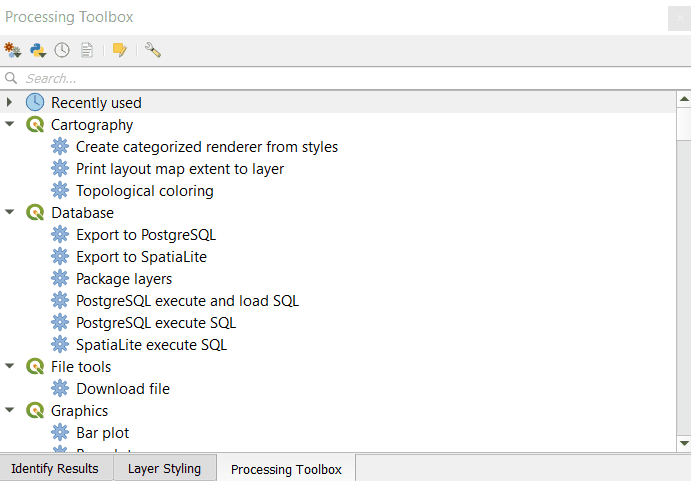 Processing Toolbox
Search...
Recently used
Cartography
Create categorized renderer from styles
Print layout map extent to layer
Topological coloring
Database
Export to PostgreSQL
Export to SpatiaLite
Package layers
PostgreSQL execute and load SQL
PostgreSQL execute SQL
SpatiaLite execute SQL
File tools
Download file
Graphics
Bar plot
Identify Results
Layer Styling
Processing Toolbox